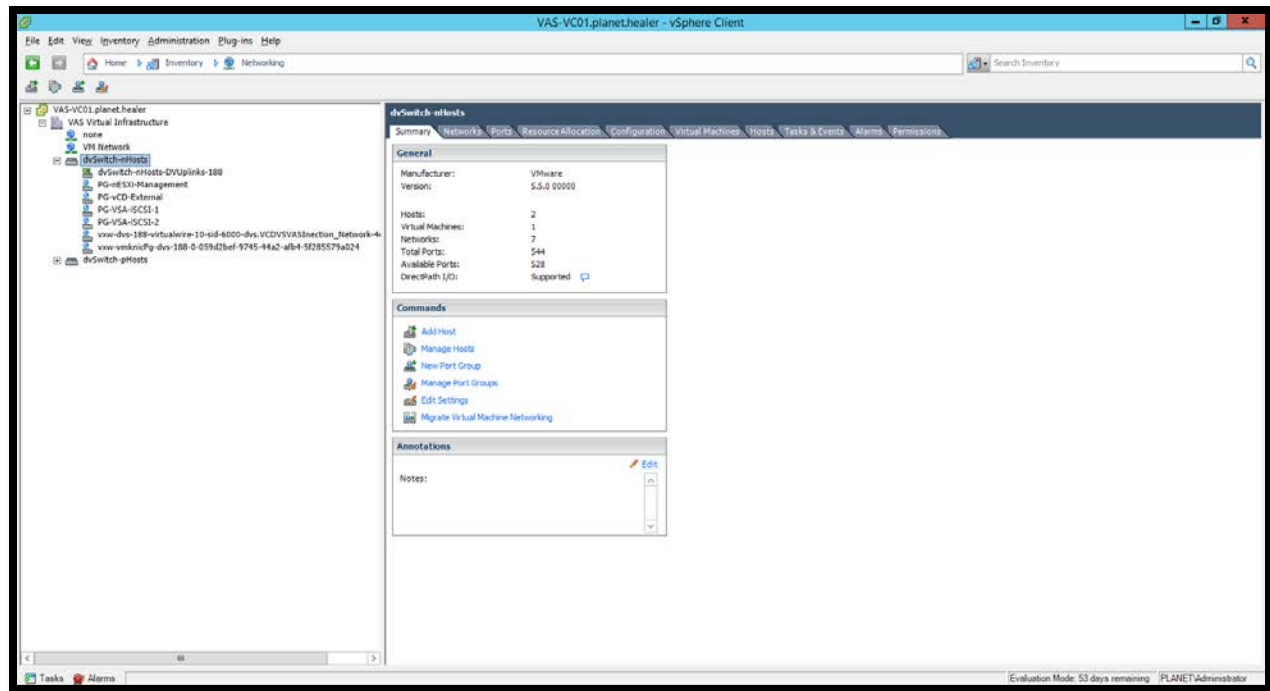 VAS-VC01.planet.healer - vSphere Client
File Edit View Inventory Administration Plug-ins Help
Home Inventory Networking
Search Inventory
VAS-VC01.planet.healer
VAS Virtual Infrastructure
none
VM Network
dvSwitch-nHosts
dvSwitch-nHosts-DVUplinks-188
PG-nESXi-Management
PG-vCD-External
PG-VSA-iSCSI-1
PG-VSA-iSCSI-2
vxw-dvs-188-virtualwire-10-sid-6000-dvs.VCDVSVASInection_Network-4
vxw-vmknicPg-dvs-188-0-059d2bef-9745-44a2-afb4-5f285579a024
dvSwitch-pHosts
dvSwitch-nHosts
Summary Networks Ports Resource Allocation Configuration Virtual Machines Hosts Tasks & Events Alarms Permissions
General
Manufacturer: VMware
Version: 5.5.0 00000
Hosts: 2
Virtual Machines: 1
Networks: 7
Total Ports: 544
Available Ports: 528
DirectPath I/O: Supported
Commands
Add Host
Manage Hosts
New Port Group
Manage Port Groups
Edit Settings
Migrate Virtual Machine Networking
Annotations
Edit
Notes:
Tasks Alarms
Evaluation Mode: 53 days remaining PLANET\Administrator